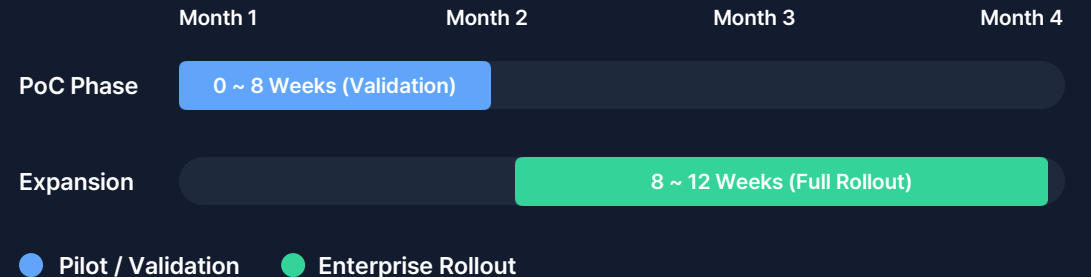 Month 1 Month 2 Month 3 Month 4
PoC Phase 0 ~ 8 Weeks (Validation)
Expansion 8 ~ 12 Weeks (Full Rollout)
Pilot / Validation Enterprise Rollout